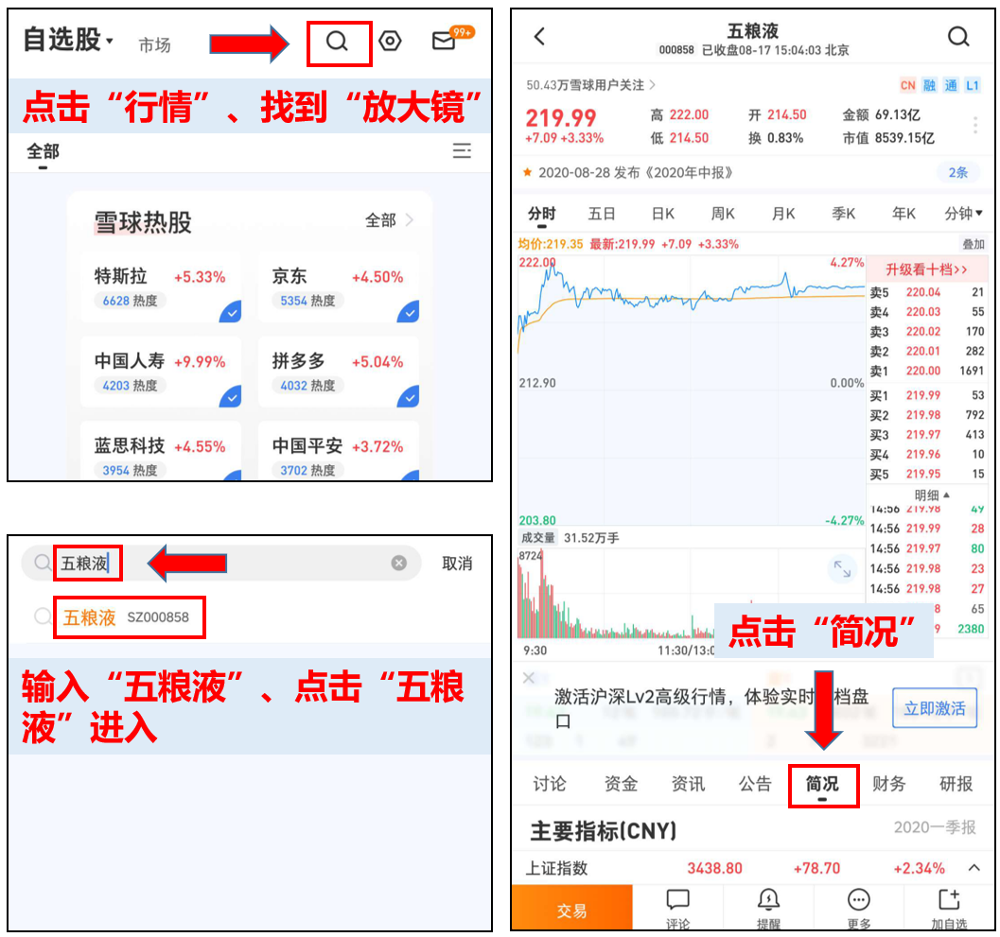 自选股
市场
99+
点击“行情”、找到“放大镜”
全部
雪球热股
全部
特斯拉 +5.33%
6628 热度
京东 +4.50%
5354 热度
中国人寿 +9.99%
4203 热度
拼多多 +5.04%
4032 热度
蓝思科技 +4.55%
3954 热度
中国平安 +3.72%
3702 热度
五粮液
取消
五粮液 SZ000858
输入“五粮液”、点击“五粮
液”进入
五粮液
000858 已收盘08-17 15:04:03 北京
50.43万雪球用户关注
CN 融 通 L1
219.99 高 222.00 开 214.50 金额 69.13亿
+7.09 +3.33% 低 214.50 换 0.83% 市值 8539.15亿
2020-08-28 发布《2020年中报》 2条
分时 五日 日K 周K 月K 季K 年K 分钟
均价:219.35 最新:219.99 +7.09 +3.33% 叠加
222.00 4.27%
212.90 0.00%
203.80 -4.27%
升级看十档>>
卖5 220.04 21
卖4 220.03 55
卖3 220.02 170
卖2 220.01 282
卖1 220.00 1691
买1 219.99 53
买2 219.98 792
买3 219.97 413
买4 219.96 10
买5 219.95 15
明细
14:56 219.98 49
14:56 219.99 28
14:56 219.97 80
14:56 219.98 23
14:56 219.98 27
8 65
9 2380
成交量 31.52万手
8724
9:30 11:30/13:0
点击“简况”
激活沪深Lv2高级行情，体验实时 档盘
口
立即激活
讨论 资金 资讯 公告 简况 财务 研报
主要指标(CNY) 2020一季报
上证指数 3438.80 +78.70 +2.34%
交易 评论 提醒 更多 加自选